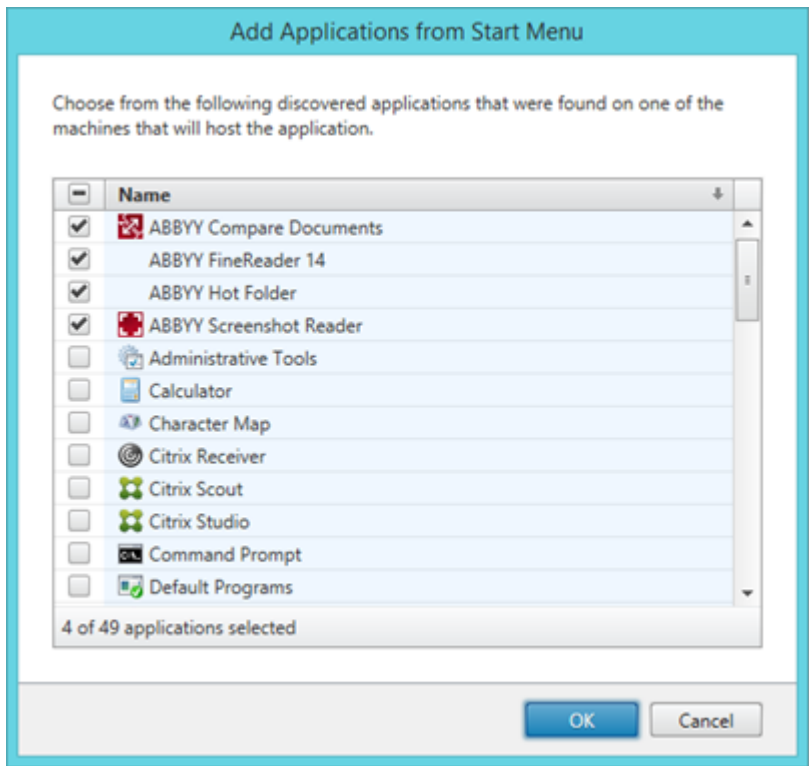 Add Applications from Start Menu
Choose from the following discovered applications that were found on one of the
machines that will host the application.
Name
ABBYY Compare Documents
ABBYY FineReader 14
ABBYY Hot Folder
ABBYY Screenshot Reader
Administrative Tools
Calculator
Character Map
Citrix Receiver
Citrix Scout
Citrix Studio
Command Prompt
Default Programs
4 of 49 applications selected
OK Cancel